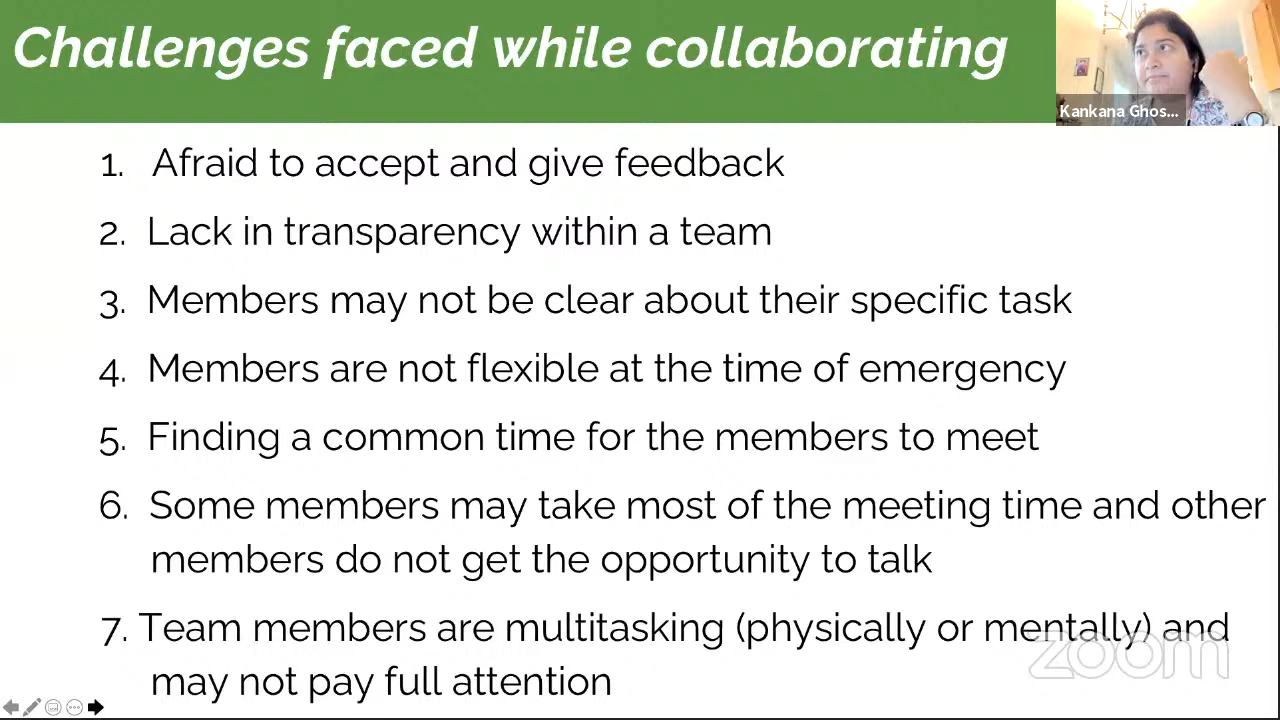 Challenges faced while collaborating
Kankana Ghos...
1. Afraid to accept and give feedback
2. Lack in transparency within a team
3. Members may not be clear about their specific task
4. Members are not flexible at the time of emergency
5. Finding a common time for the members to meet
6. Some members may take most of the meeting time and other
members do not get the opportunity to talk
7. Team members are multitasking (physically or mentally) and
may not pay full attention
zoom